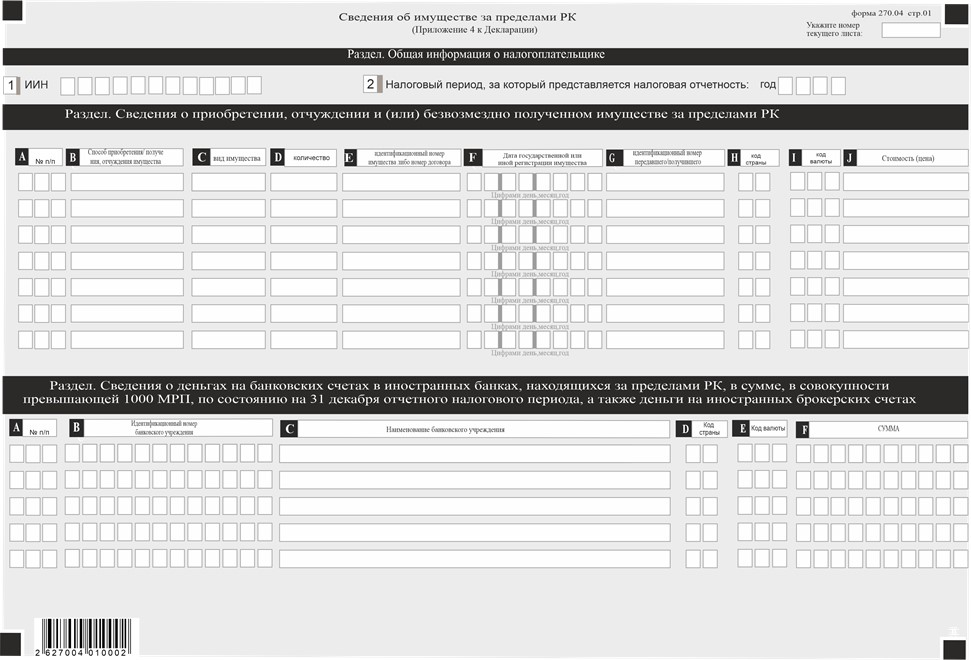 форма 270.04 стр.01
Сведения об имуществе за пределами РК
(Приложение 4 к Декларации)
Укажите номер
текущего листа:
Раздел. Общая информация о налогоплательщике
1 ИИН
2 Налоговый период, за который представляется налоговая отчетность: год
Раздел. Сведения о приобретении, отчуждении и (или) безвозмездно полученном имуществе за пределами РК
A № п/п
B Способ приобретения/ получе
ния, отчуждения имущества
C вид имущества
D количество
E идентификационный номер
имущества либо номер договора
F Дата государственной или
иной регистрации имущества
G идентификационный номер
передавшего/получившего
H код
страны
I код
валюты
J Стоимость (цена)
Цифрами день,месяц,год
Цифрами день,месяц,год
Цифрами день,месяц,год
Цифрами день,месяц,год
Цифрами день,месяц,год
Цифрами день,месяц,год
Цифрами день,месяц,год
Раздел. Сведения о деньгах на банковских счетах в иностранных банках, находящихся за пределами РК, в сумме, в совокупности
превышающей 1000 МРП, по состоянию на 31 декабря отчетного налогового периода, а также деньги на иностранных брокерских счетах
A № п/п
B Идентификационный номер
банковского учреждения
C Наименование банковского учреждения
D Код
страны
E Код валюты
F СУММА
2 627004 010002